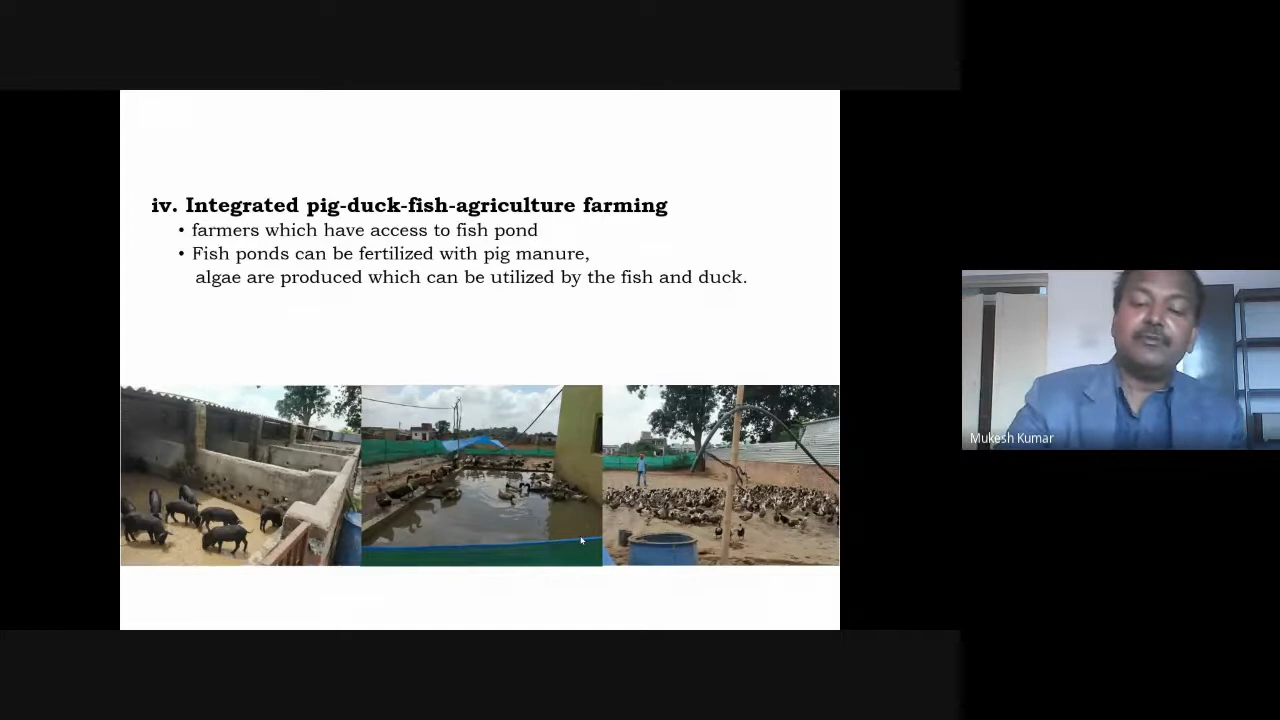 iv. Integrated pig-duck-fish-agriculture farming
• farmers which have access to fish pond
• Fish ponds can be fertilized with pig manure,
algae are produced which can be utilized by the fish and duck.
Mukesh Kumar